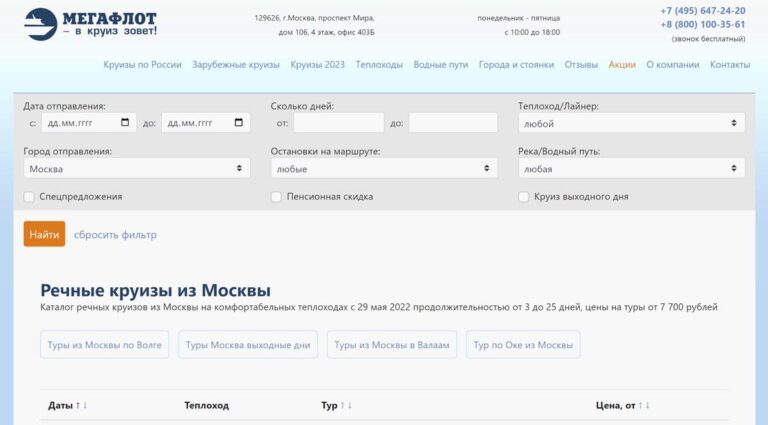 МЕГАФЛОТ
– в круиз зовет!
129626, г.Москва, проспект Мира,
дом 106, 4 этаж, офис 403Б
понедельник - пятница
с 10:00 до 18:00
+7 (495) 647-24-20
+8 (800) 100-35-61
(звонок бесплатный)
Круизы по России Зарубежные круизы Круизы 2023 Теплоходы Водные пути Города и стоянки Отзывы Акции О компании Контакты
Дата отправления: Сколько дней: Теплоход/Лайнер:
с: дд.мм.гггг до: дд.мм.гггг от: до: любой
Город отправления: Остановки на маршруте: Река/Водный путь:
Москва любые любая
Спецпредложения Пенсионная скидка Круиз выходного дня
Найти сбросить фильтр
Речные круизы из Москвы
Каталог речных круизов из Москвы на комфортабельных теплоходах с 29 мая 2022 продолжительностью от 3 до 25 дней, цены на туры от 7 700 рублей
Туры из Москвы по Волге Туры Москва выходные дни Туры из Москвы в Валаам Тур по Оке из Москвы
Даты ↑ ↓ Теплоход Тур ↑ ↓ Цена, от ↑ ↓